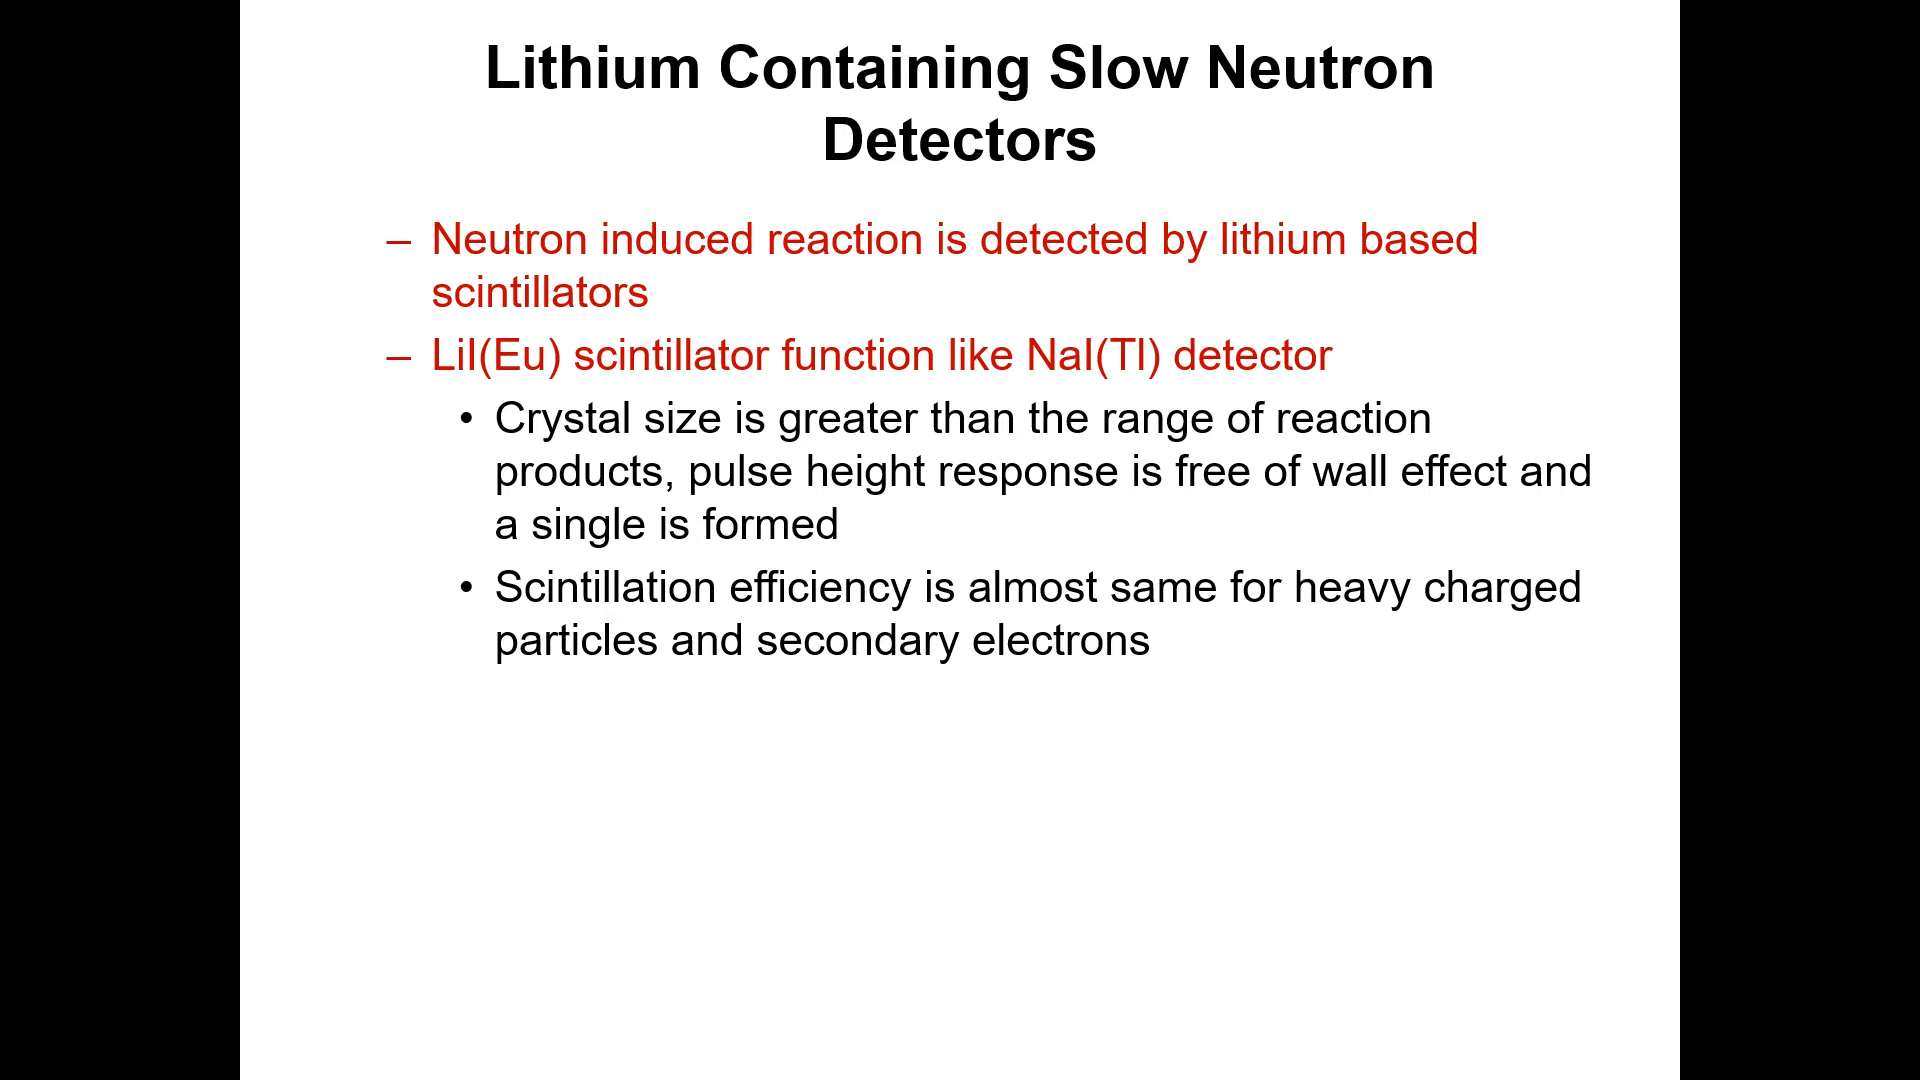 Lithium Containing Slow Neutron
Detectors
– Neutron induced reaction is detected by lithium based
scintillators
– LiI(Eu) scintillator function like NaI(Tl) detector
• Crystal size is greater than the range of reaction
products, pulse height response is free of wall effect and
a single is formed
• Scintillation efficiency is almost same for heavy charged
particles and secondary electrons